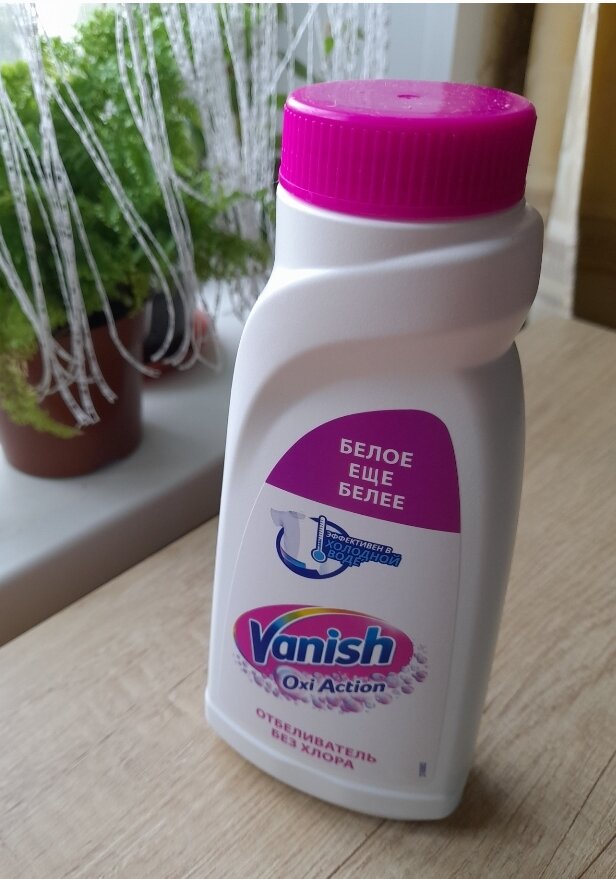 БЕЛОЕ
ЕЩЕ
БЕЛЕЕ
ЭФФЕКТИВЕН В
ХОЛОДНОЙ
ВОДЕ
Vanish
Oxi Action
ОТБЕЛИВАТЕЛЬ
БЕЗ ХЛОРА